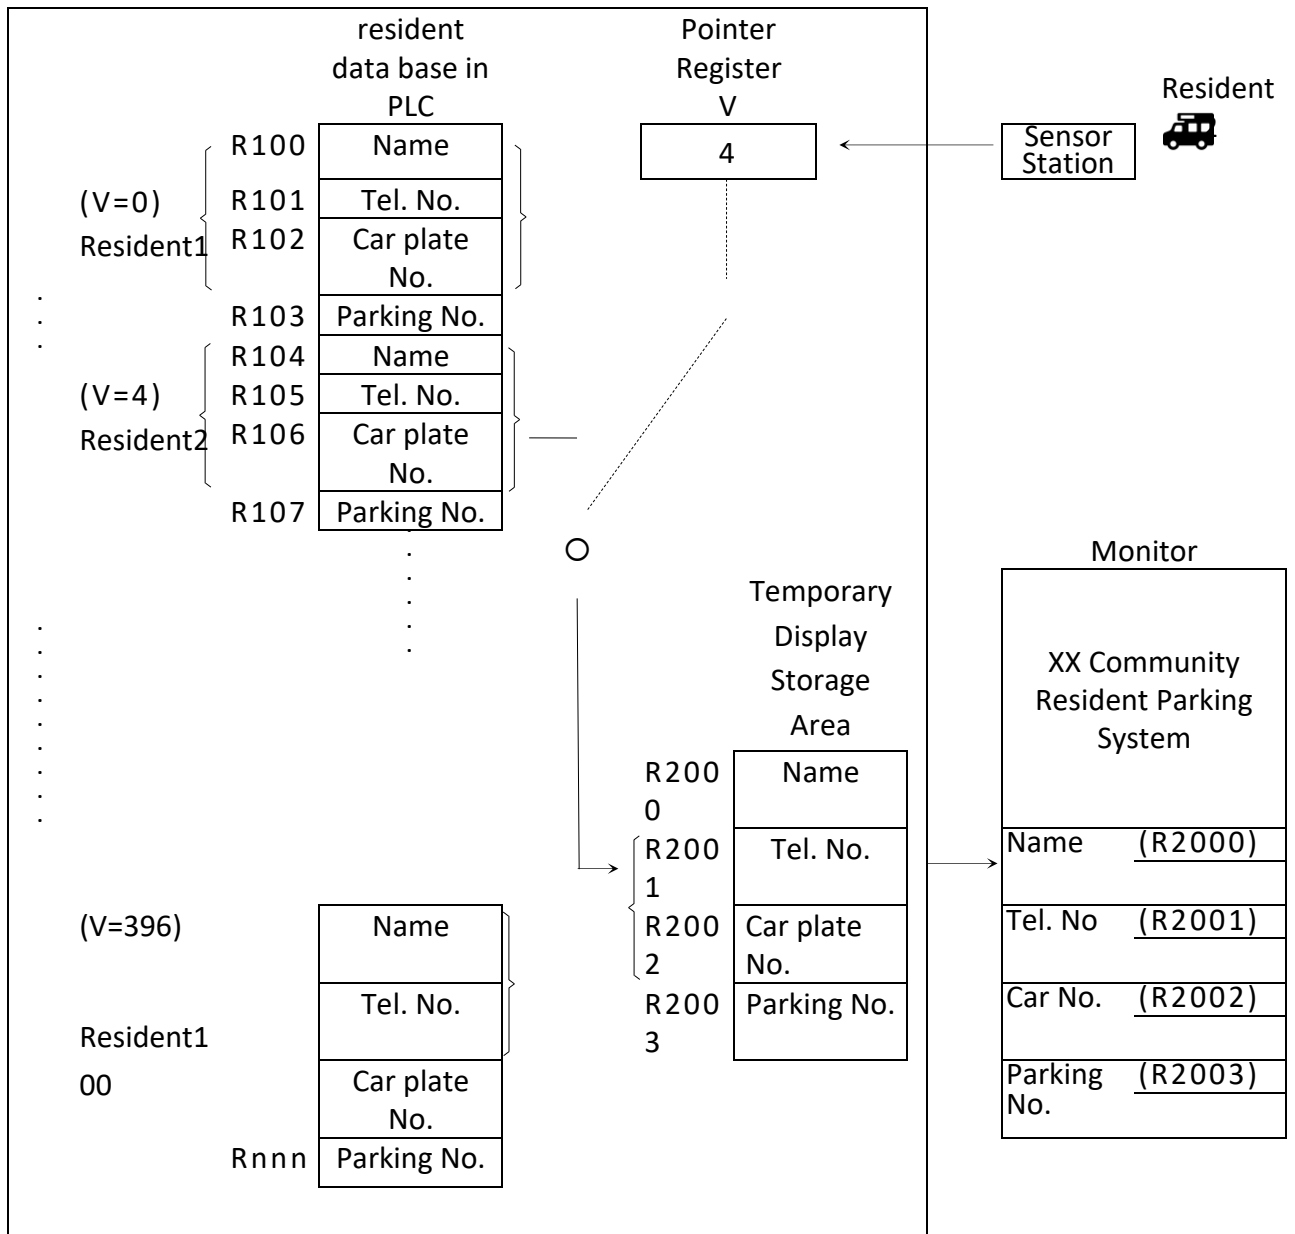 resident
data base in
PLC
Pointer
Register
V
Resident
R100 Name
4
Sensor
Station
(V=0)
R101 Tel. No.
Resident1
R102 Car plate
No.
R103 Parking No.
R104 Name
(V=4)
R105 Tel. No.
Resident2
R106 Car plate
No.
R107 Parking No.
Monitor
Temporary
Display
Storage
Area
XX Community
Resident Parking
System
R200
0
Name
R200
1
Tel. No.
R200
2
Car plate
No.
R200
3
Parking No.
Name (R2000)
Tel. No (R2001)
Car No. (R2002)
Parking
No.
(R2003)
(V=396)
Name
Tel. No.
Resident1
00
Car plate
No.
Rnnn Parking No.